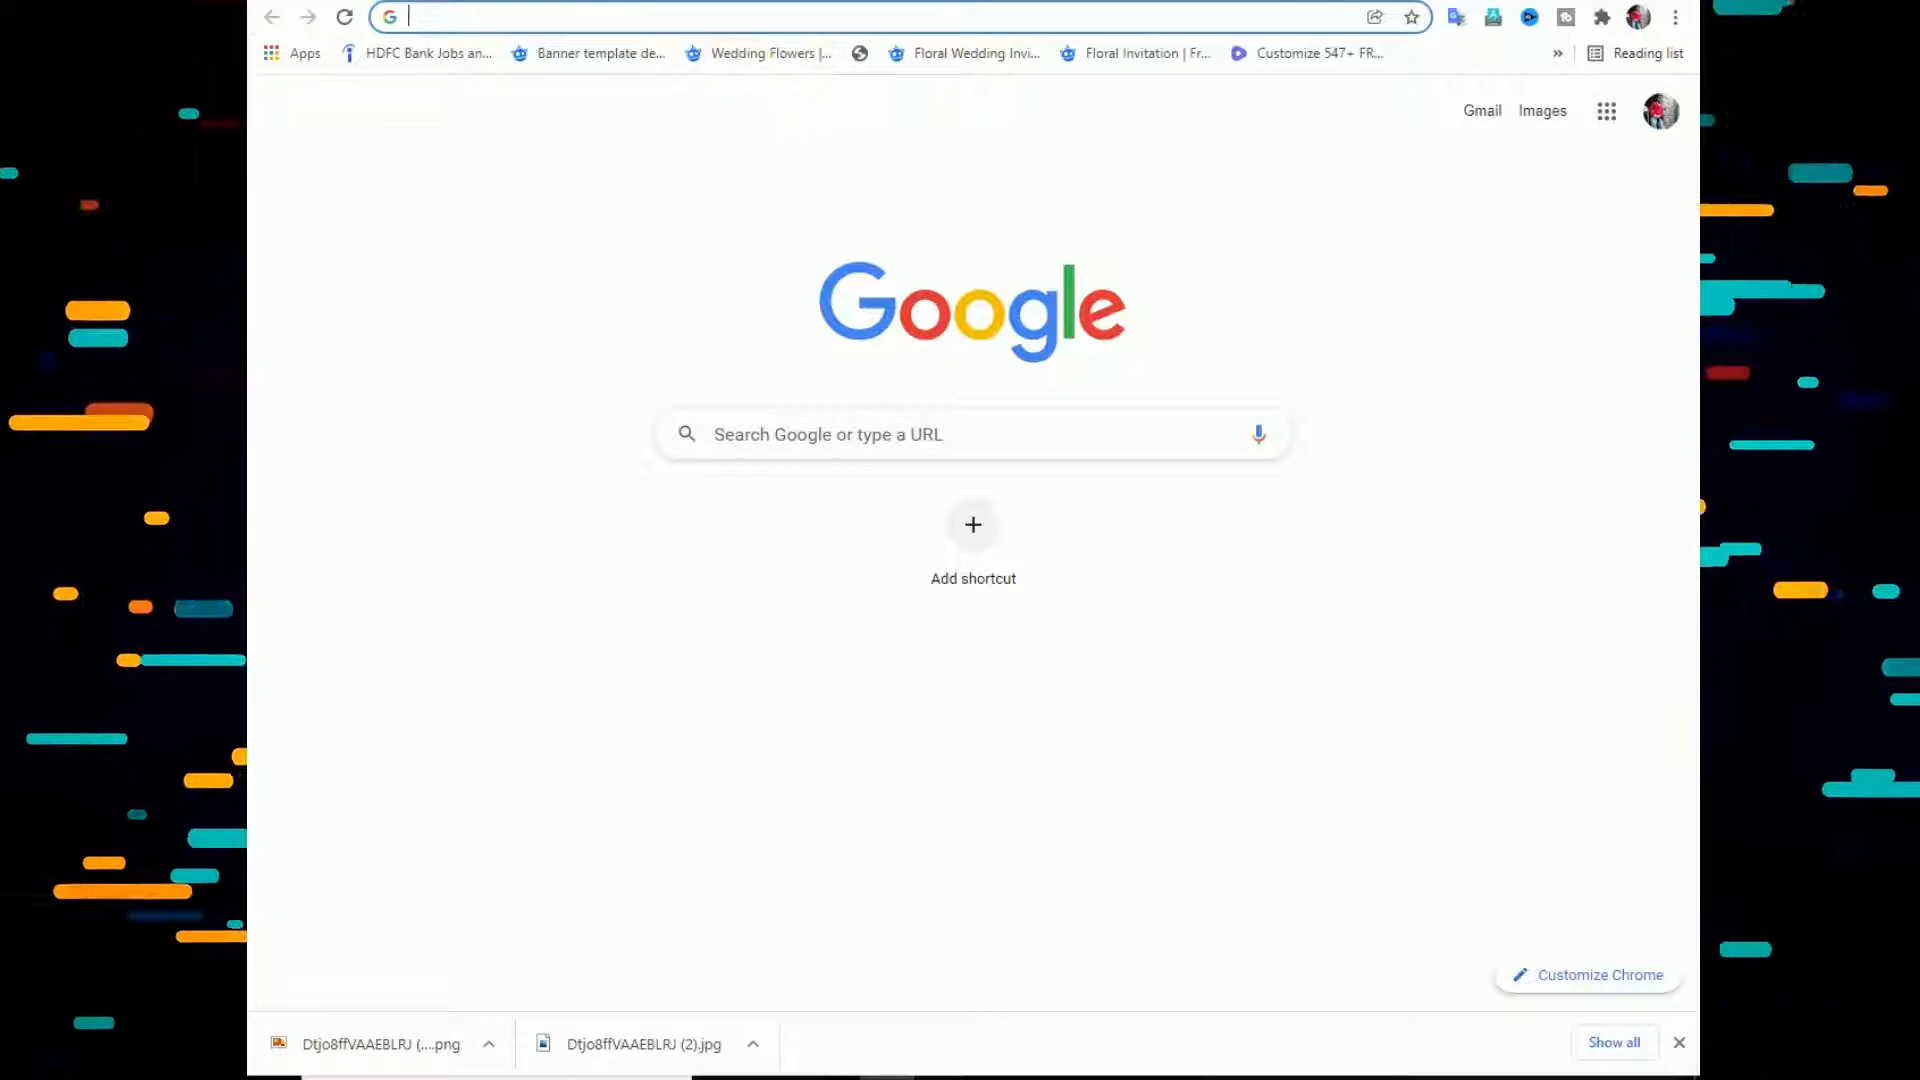 Apps HDFC Bank Jobs an... Banner template de... Wedding Flowers |... Floral Wedding Invi... Floral Invitation | Fr... Customize 547+ FR... » Reading list
Gmail Images
Google
Search Google or type a URL
Add shortcut
Customize Chrome
Dtjo8ffVAAEBLRJ (....png Dtjo8ffVAAEBLRJ (2).jpg Show all